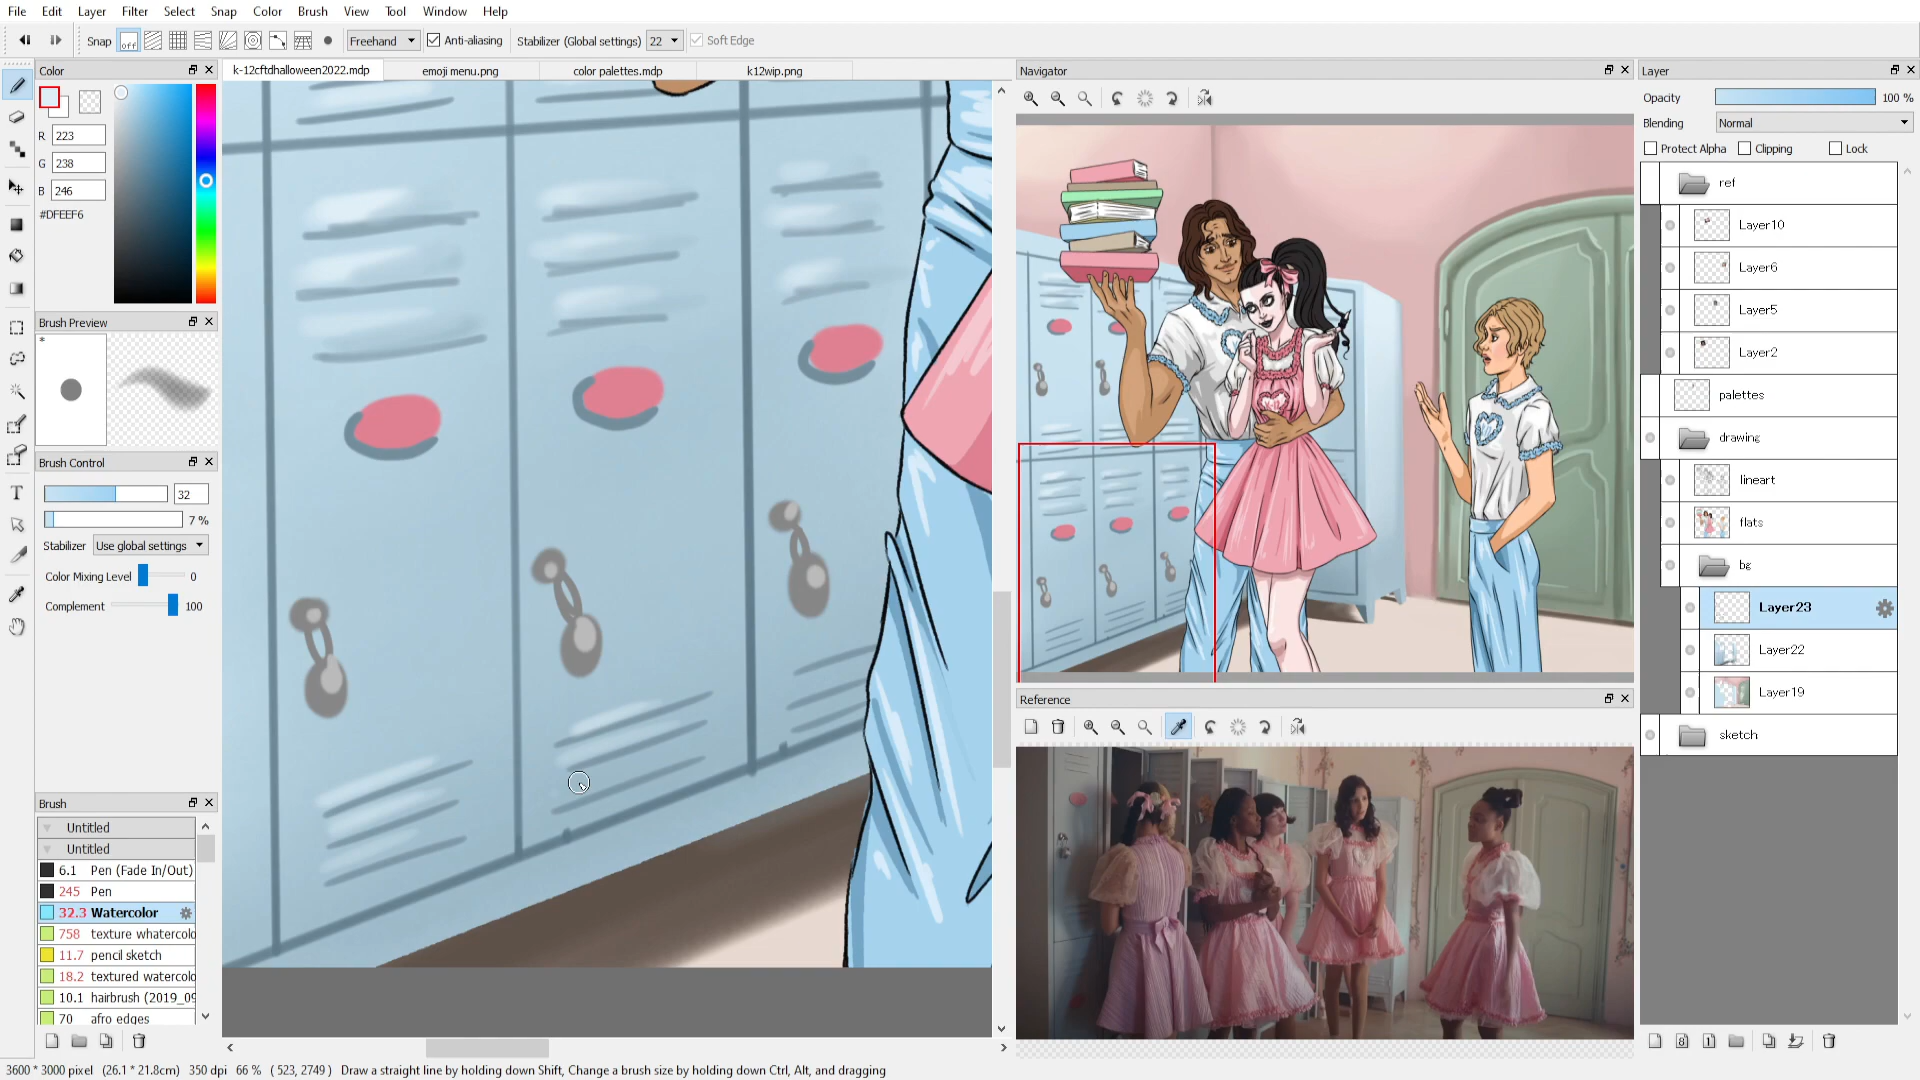 File Edit Layer Filter Select Snap Color Brush View Tool Window Help
Snap off Freehand Anti-aliasing Stabilizer (Global settings) 22 Soft Edge
Color
k-12cftdhalloween2022.mdp emoji menu.png color palettes.mdp k12wip.png
Navigator
Layer
R 223
G 238
B 246
#DFEEF6
Opacity 100 %
Blending Normal
Protect Alpha Clipping Lock
ref
Layer10
Layer6
Layer5
Layer2
palettes
drawing
lineart
flats
bg
Layer23
Layer22
Layer19
sketch
Brush Preview
*
Brush Control
32
7 %
Stabilizer Use global settings
Color Mixing Level 0
Complement 100
Reference
Brush
Untitled
Untitled
6.1 Pen (Fade In/Out)
245 Pen
32.3 Watercolor
758 texture whatercolo
11.7 pencil sketch
18.2 textured watercolo
10.1 hairbrush (2019_09
70 afro edges
8 1
3600 * 3000 pixel (26.1 * 21.8cm) 350 dpi 66 % ( 523, 2749 ) Draw a straight line by holding down Shift, Change a brush size by holding down Ctrl, Alt, and dragging